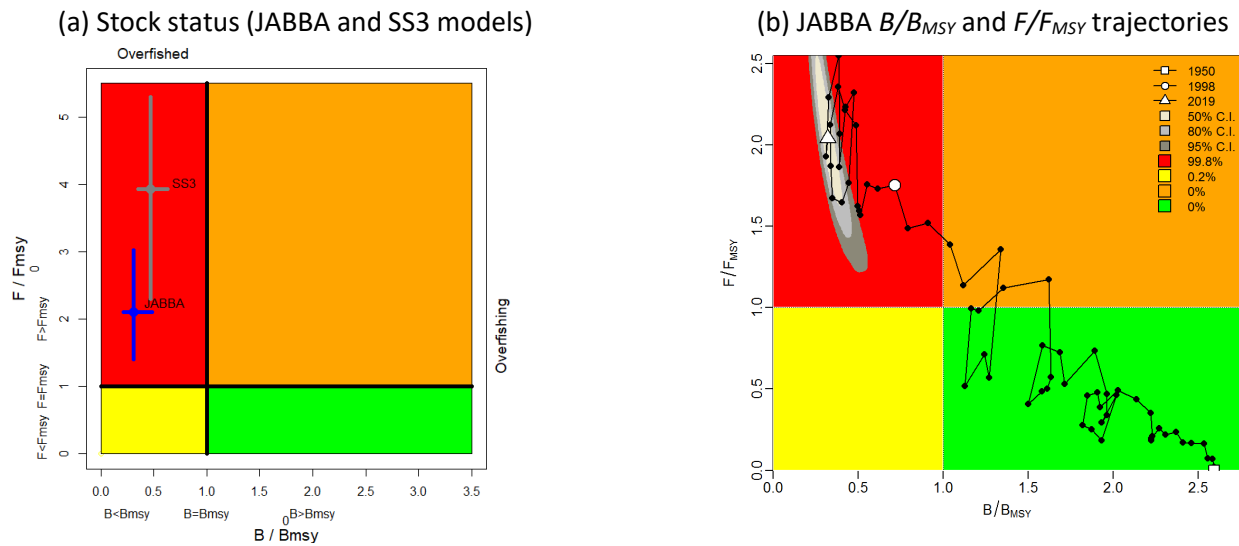 (a) Stock status (JABBA and SS3 models)
Overfished
SS3
JABBA
F / Fmsy
0
F<Fmsy F=Fmsy F>Fmsy
0 1 2 3 4 5
Overfishing
0.0 0.5 1.0 1.5 2.0 2.5 3.0 3.5
B<Bmsy B=Bmsy 0 B>Bmsy
B / Bmsy
(b) JABBA B/BMSY and F/FMSY trajectories
1950
1998
2019
50% C.I.
80% C.I.
95% C.I.
99.8%
0.2%
0%
0%
F/FMSY
0.0 0.5 1.0 1.5 2.0 2.5
0.0 0.5 1.0 1.5 2.0 2.5
B/BMSY